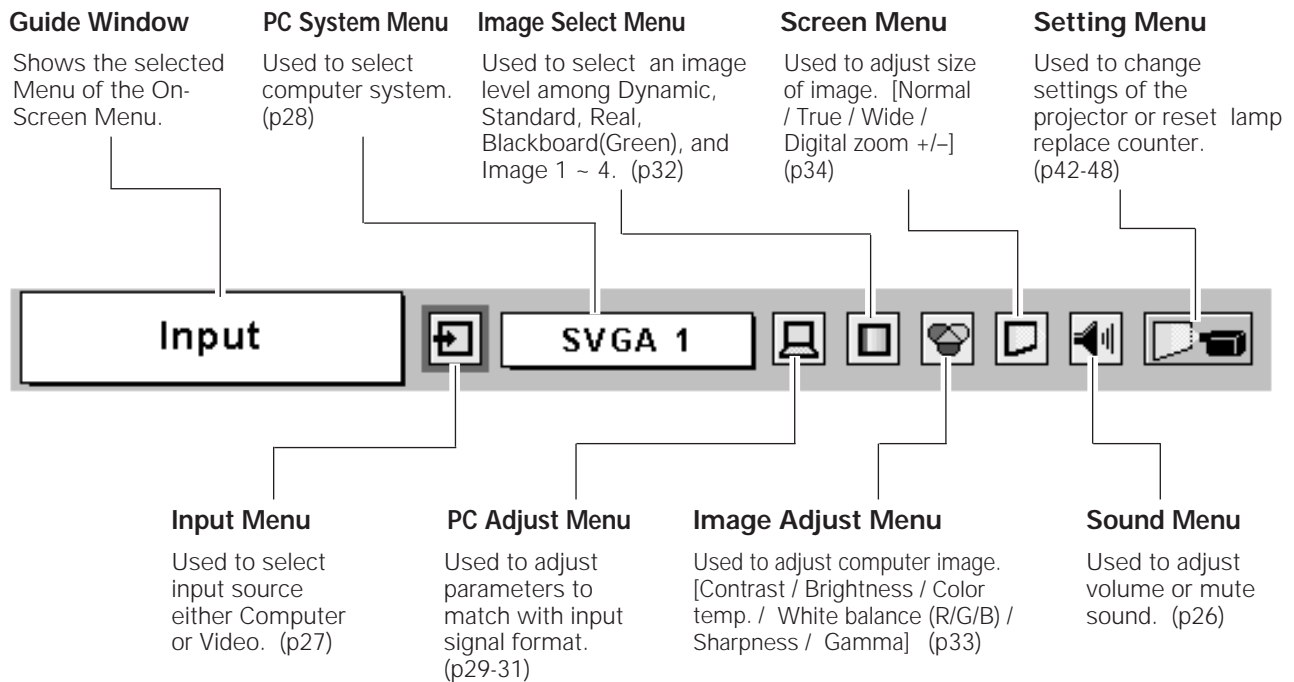 Guide Window
Shows the selected
Menu of the On-
Screen Menu.
PC System Menu
Used to select
computer system.
(p28)
Image Select Menu
Used to select  an image
level among Dynamic,
Standard, Real,
Blackboard(Green), and
Image 1 ~ 4.  (p32)
Screen Menu
Used to adjust size
of image.  [Normal
/ True / Wide /
Digital zoom +/–]
(p34)
Setting Menu
Used to change
settings of the
projector or reset  lamp
replace counter.
(p42-48)
Input
SVGA 1
Input Menu
Used to select
input source
either Computer
or Video.  (p27)
PC Adjust Menu
Used to adjust
parameters to
match with input
signal format.
(p29-31)
Image Adjust Menu
Used to adjust computer image.
[Contrast / Brightness / Color
temp. /  White balance (R/G/B) /
Sharpness /  Gamma]   (p33)
Sound Menu
Used to adjust
volume or mute
sound.  (p26)